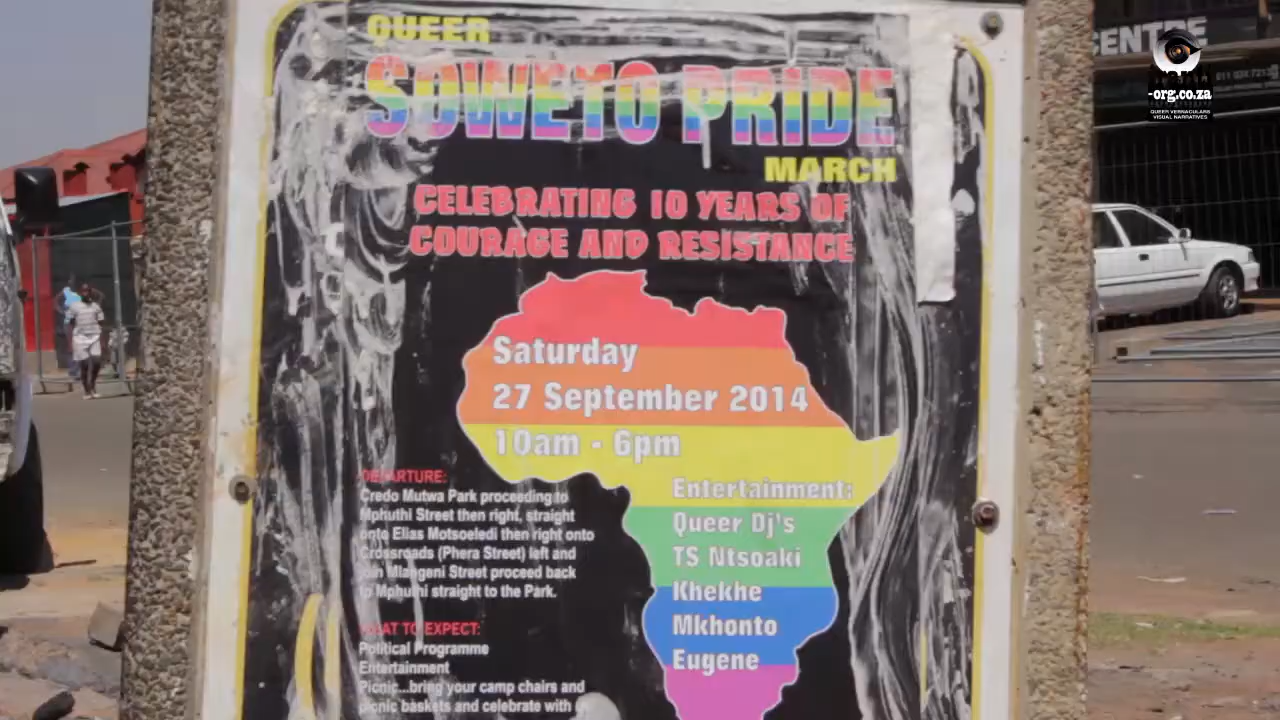 QUEER
SOWETO PRIDE
MARCH
CELEBRATING 10 YEARS OF
COURAGE AND RESISTANCE
Saturday
27 September 2014
10am - 6pm
Entertainment:
Queer Dj's
TS Ntsoaki
Khekhe
Mkhonto
Eugene
DEPARTURE:
Credo Mutwa Park proceeding to
Mphuthi Street then right, straight
onto Elias Motsoeledi then right onto
Crossroads (Phera Street) left and
join Mlangeni Street proceed back
to Mphuthi straight to the Park.
WHAT TO EXPECT:
Political Programme
Entertainment
Picnic...bring your camp chairs and
picnic baskets and celebrate with
CENTRE
-org.co.za
QUEER VERNACULARS
VISUAL NARRATIVES